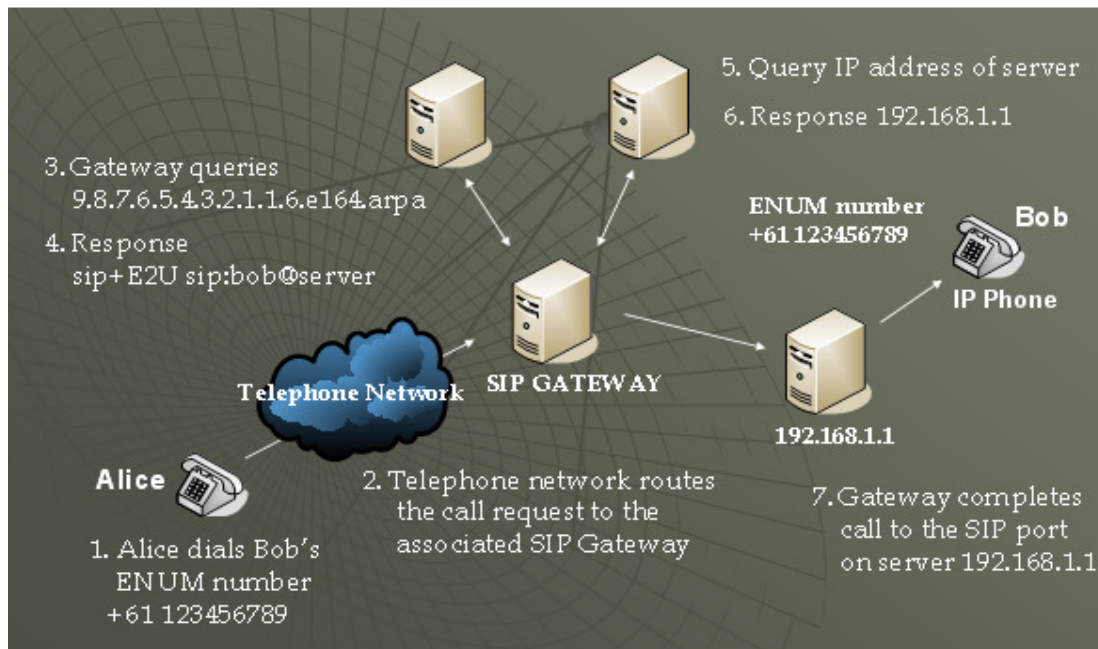 5. Query IP address of server
6. Response 192.168.1.1
3. Gateway queries
9.8.7.6.5.4.3.2.1.1.6.e164.arpa
4. Response
sip+E2U sip:bob@server
ENUM number
+61 123456789
Bob
IP Phone
Telephone Network
SIP GATEWAY
192.168.1.1
Alice
1. Alice dials Bob's
ENUM number
+61 123456789
2. Telephone network routes
the call request to the
associated SIP Gateway
7. Gateway completes
call to the SIP port
on server 192.168.1.1